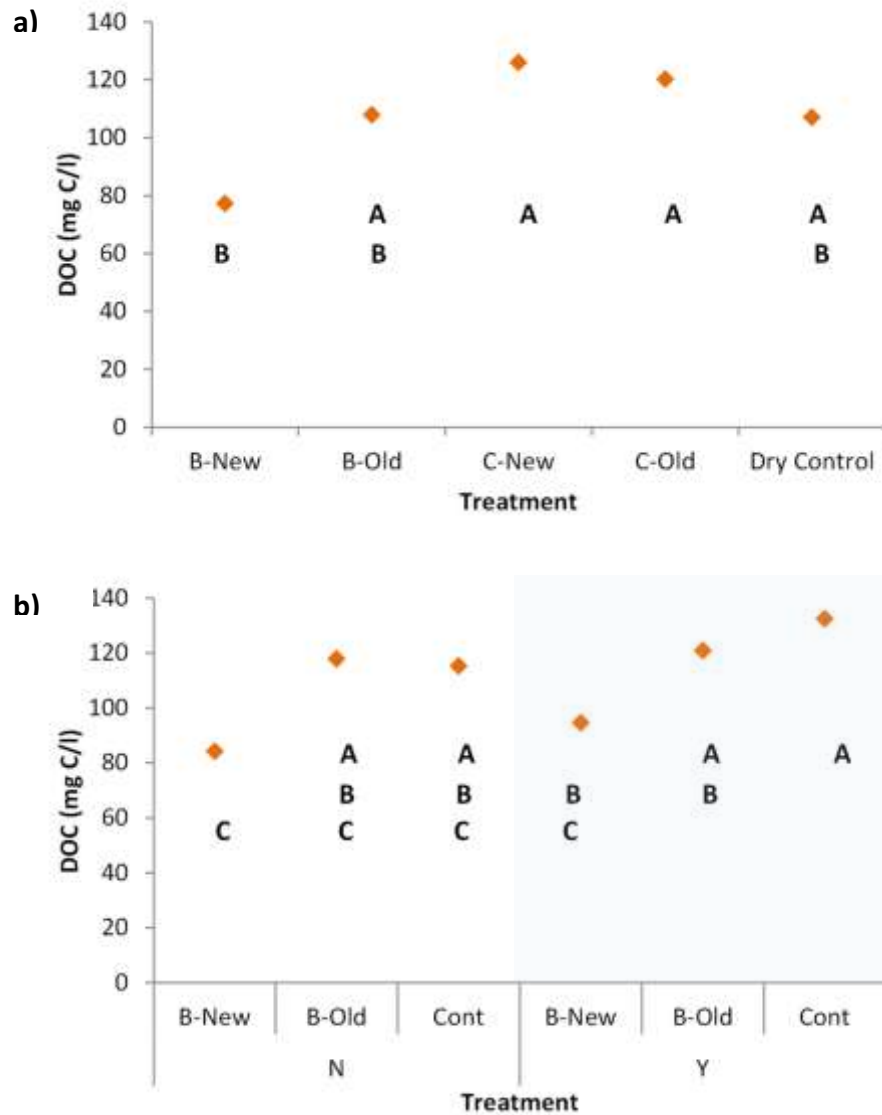 a)
140
120
100
80
60
40
20
0
DOC (mg C/l)
A A A A
B B B
B-New B-Old C-New C-Old Dry Control
Treatment
b)
140
120
100
80
60
40
20
0
DOC (mg C/l)
A A A A
B B B B
C C C C
B-New B-Old Cont B-New B-Old Cont
N Y
Treatment